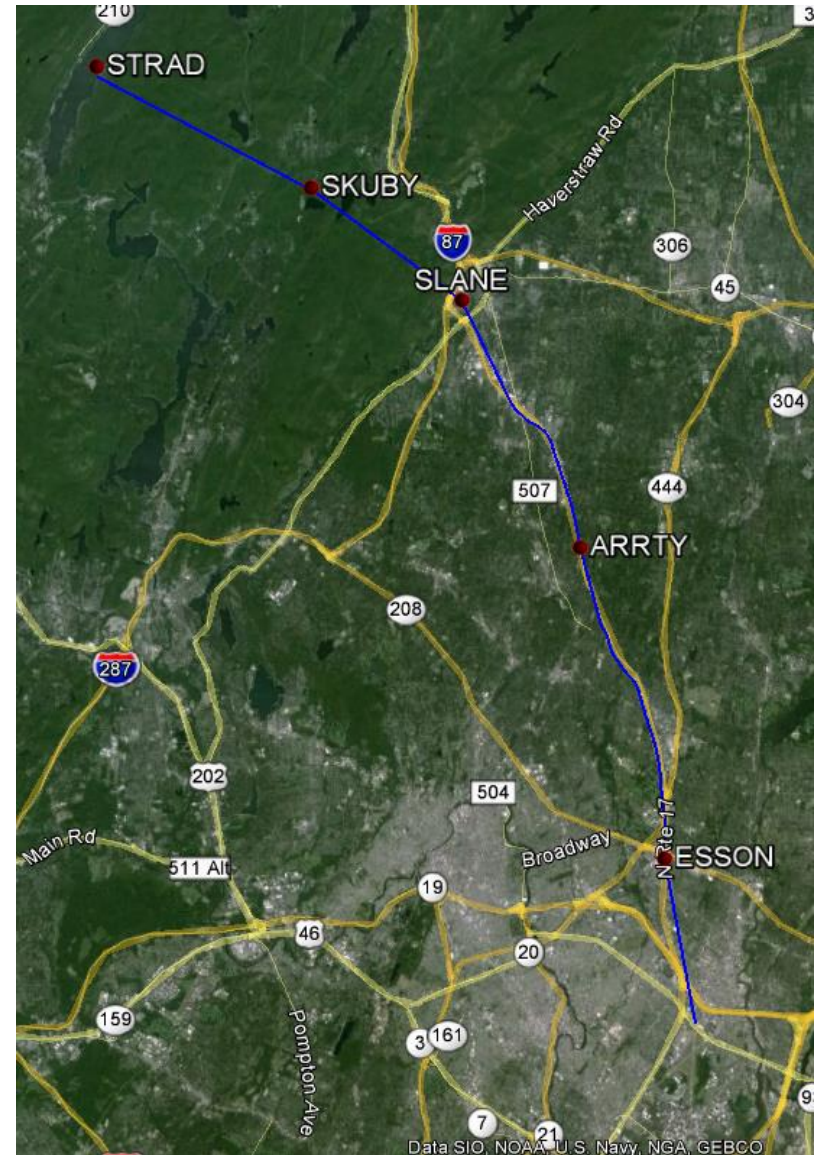 210
3
STRAD
Haverstraw Rd
SKUBY
87
306
SLANE
45
304
507
444
ARRTY
208
287
202
504
N Rte 17
Main Rd
Broadway
511 Alt
ESSON
19
46
20
159
Pompton Ave
3
161
7
21
Data SIO, NOAA, U.S. Navy, NGA, GEBCO